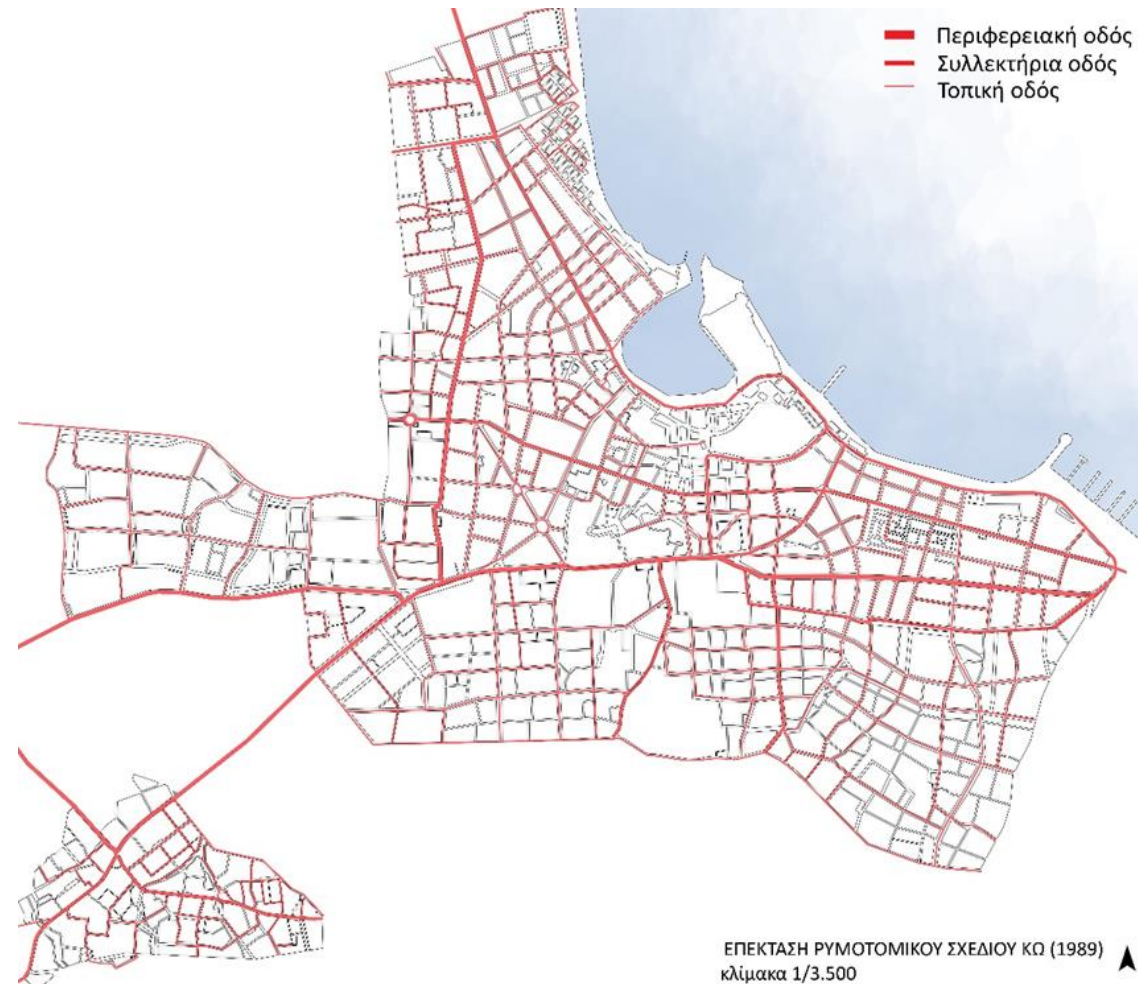 Περιφερειακή οδός
Συλλεκτήρια οδός
Τοπική οδός
ΕΠΕΚΤΑΣΗ ΡΥΜΟΤΟΜΙΚΟΥ ΣΧΕΔΙΟΥ ΚΩ (1989)
κλίμακα 1/3.500